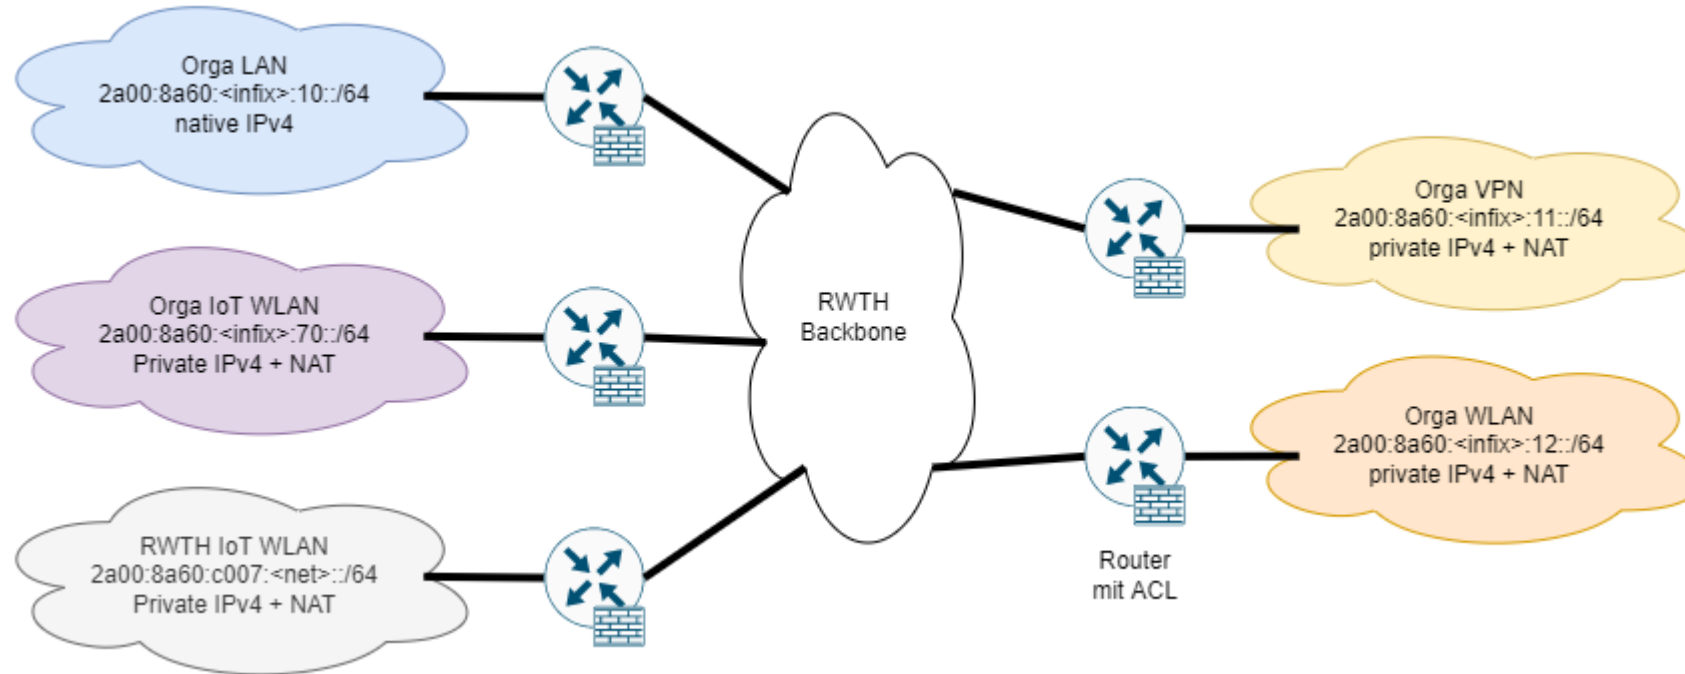 Orga LAN
2a00:8a60:<infix>:10::/64
native IPv4
Orga IoT WLAN
2a00:8a60:<infix>:70::/64
Private IPv4 + NAT
RWTH IoT WLAN
2a00:8a60:c007:<net>::/64
Private IPv4 + NAT
RWTH
Backbone
Orga VPN
2a00:8a60:<infix>:11::/64
private IPv4 + NAT
Orga WLAN
2a00:8a60:<infix>:12::/64
private IPv4 + NAT
Router
mit ACL